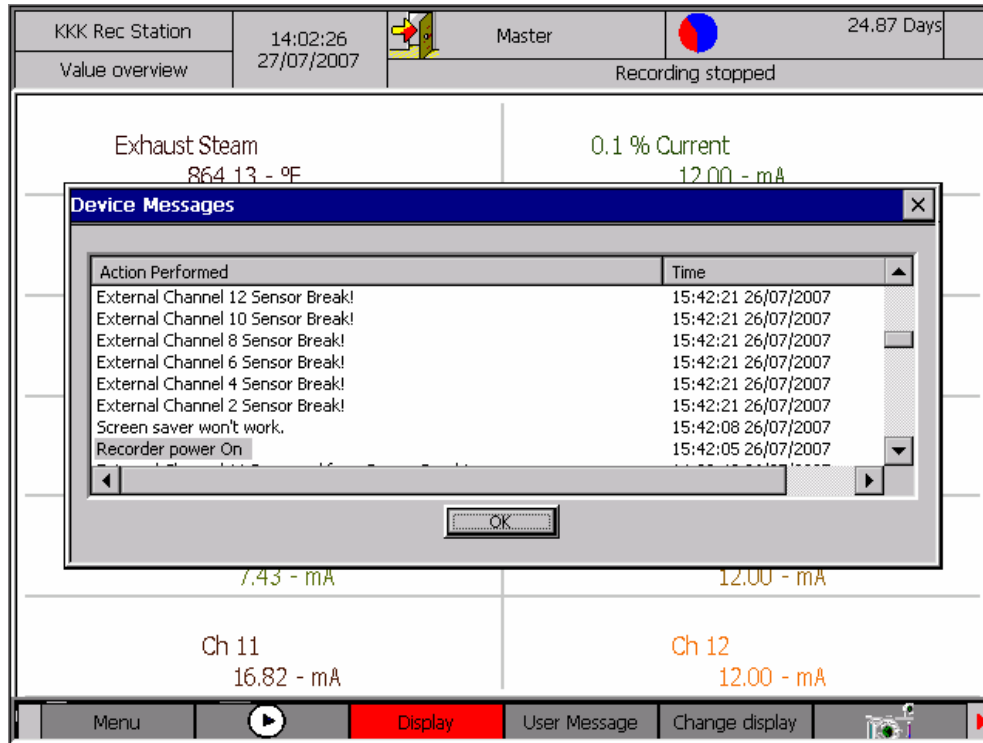 KKK Rec Station
14:02:26
Master
24.87 Days
Value overview
27/07/2007
Recording stopped
Exhaust Steam
0.1 % Current
864.13 - ºF
12.00 - mA
Device Messages
Action Performed Time
External Channel 12 Sensor Break! 15:42:21 26/07/2007
External Channel 10 Sensor Break! 15:42:21 26/07/2007
External Channel 8 Sensor Break! 15:42:21 26/07/2007
External Channel 6 Sensor Break! 15:42:21 26/07/2007
External Channel 4 Sensor Break! 15:42:21 26/07/2007
External Channel 2 Sensor Break! 15:42:21 26/07/2007
Screen saver won't work. 15:42:08 26/07/2007
Recorder power On 15:42:05 26/07/2007
OK
7.43 - mA
12.00 - mA
Ch 11
Ch 12
16.82 - mA
12.00 - mA
Menu
Display
User Message
Change display